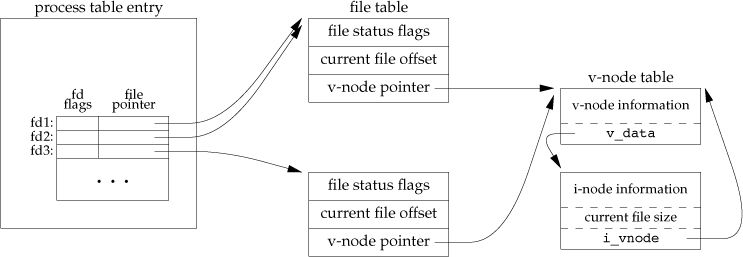 process table entry
fd flags
file pointer
fd1:
fd2:
fd3:
• • •
file table
file status flags
current file offset
v-node pointer
file status flags
current file offset
v-node pointer
v-node table
v-node information
v_data
i-node information
current file size
i_vnode